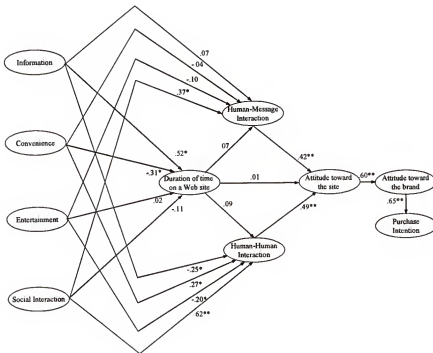 Information
.07
-.04
-.10
.37*
Human-Message
Interaction
Convenience
.52*
.07
.42**
-.31*
Duration of time
on a Web site
.01
Attitude toward
the site
.60**
Attitude toward
the brand
.02
-.11
.65**
Entertainment
.09
.49**
Purchase
Intention
Human-Human
Interaction
Social Interaction
-.25*
.27*
-.20*
.62**